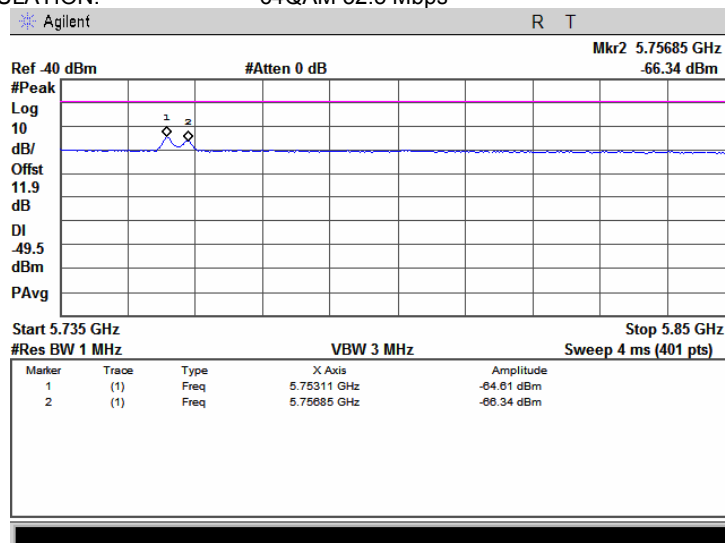 64QAM 52.6 Mbps
Agilent R T
Mkr2 5.75685 GHz
Ref -40 dBm #Atten 0 dB -66.34 dBm
#Peak
Log
10
dB/
Offst
11.9
dB
DI
-49.5
dBm
PAvg
1 2
Start 5.735 GHz Stop 5.85 GHz
#Res BW 1 MHz VBW 3 MHz Sweep 4 ms (401 pts)
Marker Trace Type X Axis Amplitude
1 (1) Freq 5.75311 GHz -64.61 dBm
2 (1) Freq 5.75685 GHz -66.34 dBm